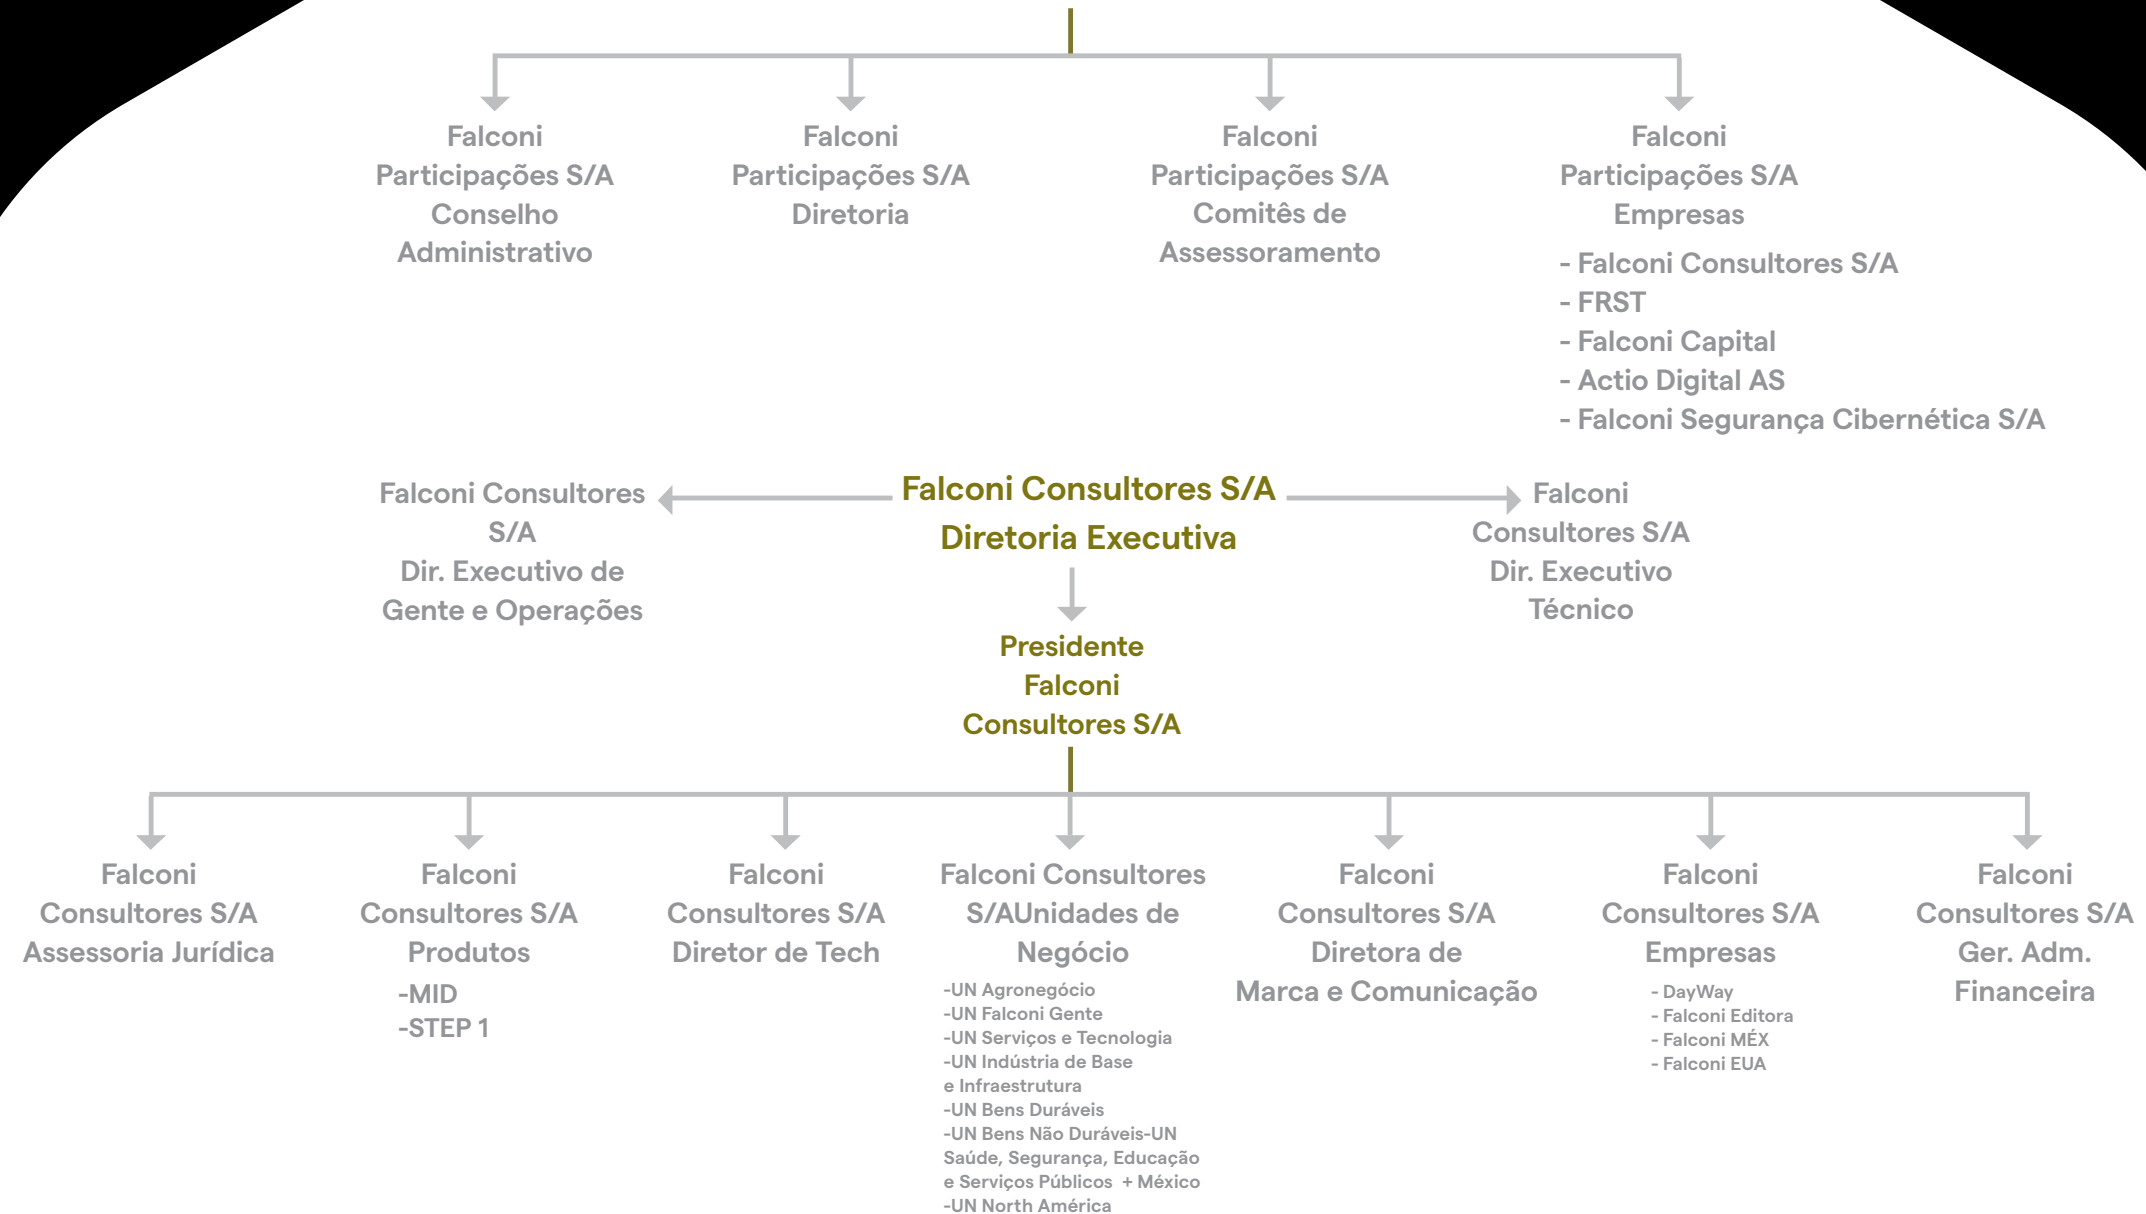 Falconi
Participações S/A
Conselho
Administrativo
Falconi
Participações S/A
Diretoria
Falconi
Participações S/A
Comitês de
Assessoramento
Falconi
Participações S/A
Empresas
- Falconi Consultores S/A
- FRST
- Falconi Capital
- Actio Digital AS
- Falconi Segurança Cibernética S/A
Falconi Consultores
S/A
Dir. Executivo de
Gente e Operações
Falconi Consultores S/A
Diretoria Executiva
Falconi
Consultores S/A
Dir. Executivo
Técnico
Presidente
Falconi
Consultores S/A
Falconi
Consultores S/A
Assessoria Jurídica
Falconi
Consultores S/A
Produtos
-MID
-STEP 1
Falconi
Consultores S/A
Diretor de Tech
Falconi Consultores
S/AUnidades de
Negócio
-UN Agronegócio
-UN Falconi Gente
-UN Serviços e Tecnologia
-UN Indústria de Base
e Infraestrutura
-UN Bens Duráveis
-UN Bens Não Duráveis-UN
Saúde, Segurança, Educação
e Serviços Públicos + México
-UN North América
Falconi
Consultores S/A
Diretora de
Marca e Comunicação
Falconi
Consultores S/A
Empresas
- DayWay
- Falconi Editora
- Falconi MÉX
- Falconi EUA
Falconi
Consultores S/A
Ger. Adm.
Financeira